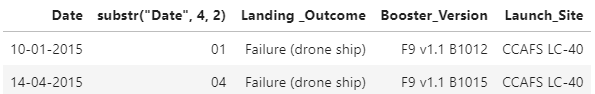 Date substr("Date", 4, 2) Landing _Outcome Booster_Version Launch_Site
10-01-2015 01 Failure (drone ship) F9 v1.1 B1012 CCAFS LC-40
14-04-2015 04 Failure (drone ship) F9 v1.1 B1015 CCAFS LC-40